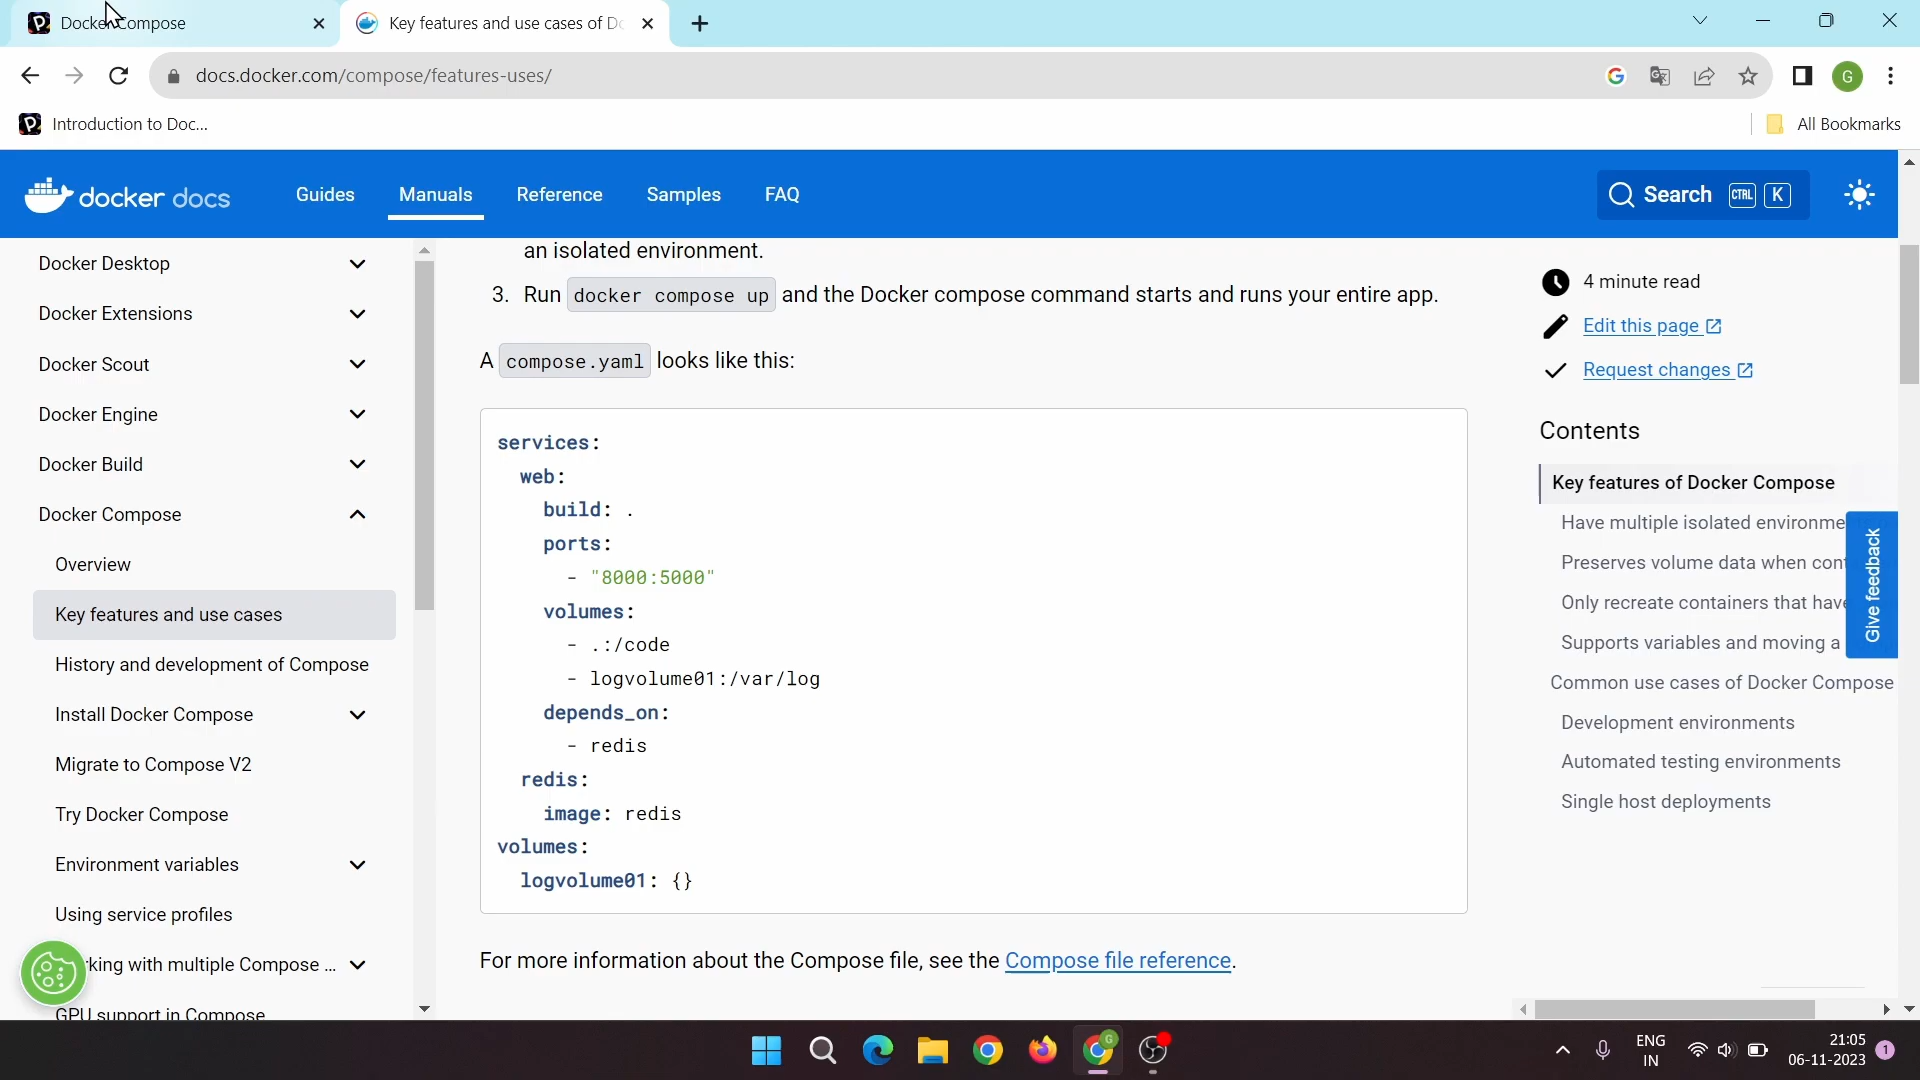 Docker Compose
Key features and use cases of Do
docs.docker.com/compose/features-uses/
G
Introduction to Doc...
All Bookmarks
docker docs
Guides
Manuals
Reference
Samples
FAQ
Search CTRL K
Docker Desktop
Docker Extensions
Docker Scout
Docker Engine
Docker Build
Docker Compose
Overview
Key features and use cases
History and development of Compose
Install Docker Compose
Migrate to Compose V2
Try Docker Compose
Environment variables
Using service profiles
king with multiple Compose ...
GPU support in Compose
an isolated environment.
3. Run docker compose up and the Docker compose command starts and runs your entire app.
A compose.yaml looks like this:
services:
web:
build: .
ports:
- "8000:5000"
volumes:
- .:/code
- logvolume01:/var/log
depends_on:
- redis
redis:
image: redis
volumes:
logvolume01: {}
For more information about the Compose file, see the Compose file reference.
4 minute read
Edit this page
Request changes
Contents
Key features of Docker Compose
Have multiple isolated environme
Preserves volume data when con
Only recreate containers that have
Supports variables and moving a
Common use cases of Docker Compose
Development environments
Automated testing environments
Single host deployments
Give feedback
G
ENG
IN
21:05
06-11-2023
1